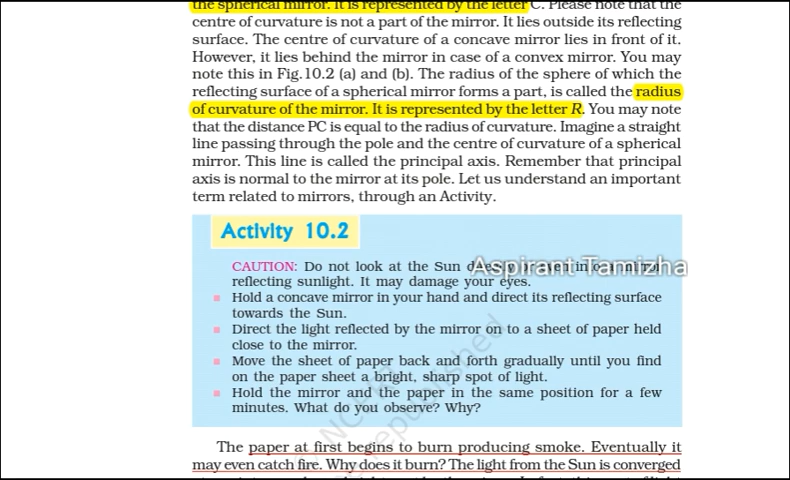 the spherical mirror. It is represented by the letter C. Please note that the
centre of curvature is not a part of the mirror. It lies outside its reflecting
surface. The centre of curvature of a concave mirror lies in front of it.
However, it lies behind the mirror in case of a convex mirror. You may
note this in Fig.10.2 (a) and (b). The radius of the sphere of which the
reflecting surface of a spherical mirror forms a part, is called the radius
of curvature of the mirror. It is represented by the letter R. You may note
that the distance PC is equal to the radius of curvature. Imagine a straight
line passing through the pole and the centre of curvature of a spherical
mirror. This line is called the principal axis. Remember that principal
axis is normal to the mirror at its pole. Let us understand an important
term related to mirrors, through an Activity.
Activity 10.2
CAUTION: Do not look at the Sun
Aspirant Tamizha
reflecting sunlight. It may damage your eyes.
Hold a concave mirror in your hand and direct its reflecting surface
towards the Sun.
Direct the light reflected by the mirror on to a sheet of paper held
close to the mirror.
Move the sheet of paper back and forth gradually until you find
on the paper sheet a bright, sharp spot of light.
Hold the mirror and the paper in the same position for a few
minutes. What do you observe? Why?
republished
The paper at first begins to burn producing smoke. Eventually it
may even catch fire. Why does it burn? The light from the Sun is converged